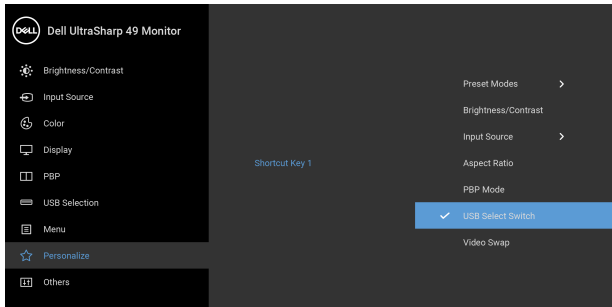 DELL
Dell UltraSharp 49 Monitor
Brightness/Contrast
Input Source
Color
Display
PBP
USB Selection
Menu
Personalize
Others
Shortcut Key 1
Preset Modes
Brightness/Contrast
Input Source
Aspect Ratio
PBP Mode
USB Select Switch
Video Swap